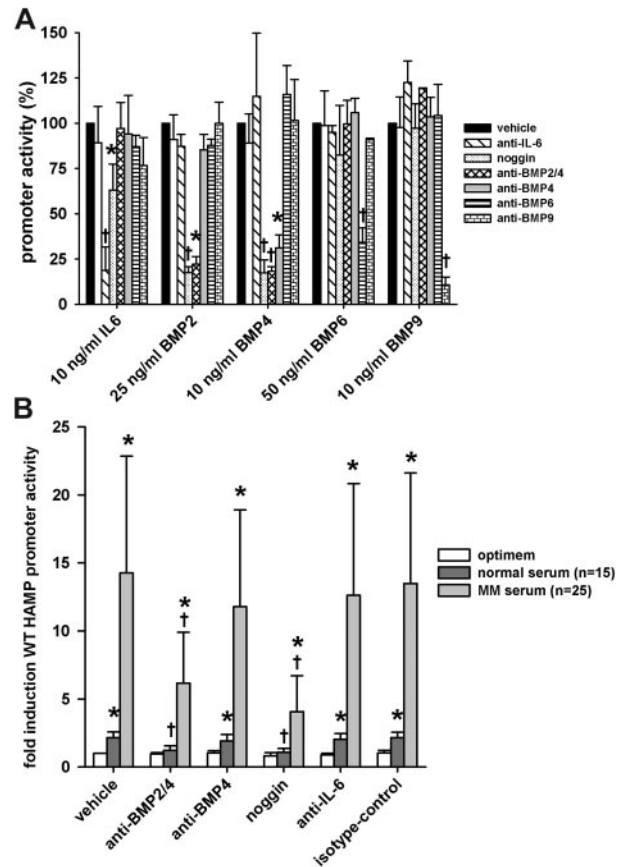 A
promoter activity (%)
150
125
100
75
50
25
0
†
*
†
*
†
†
*
†
†
10 ng/ml IL6
25 ng/ml BMP2
10 ng/ml BMP4
50 ng/ml BMP6
10 ng/ml BMP9
vehicle
anti-IL-6
noggin
anti-BMP2/4
anti-BMP4
anti-BMP6
anti-BMP9
B
fold induction WT HAMP promoter activity
25
20
15
10
5
0
*
*
†
*
†
*
*
†
*
†
*
*
*
*
vehicle
anti-BMP2/4
anti-BMP4
noggin
anti-IL-6
isotype-control
optimem
normal serum (n=15)
MM serum (n=25)